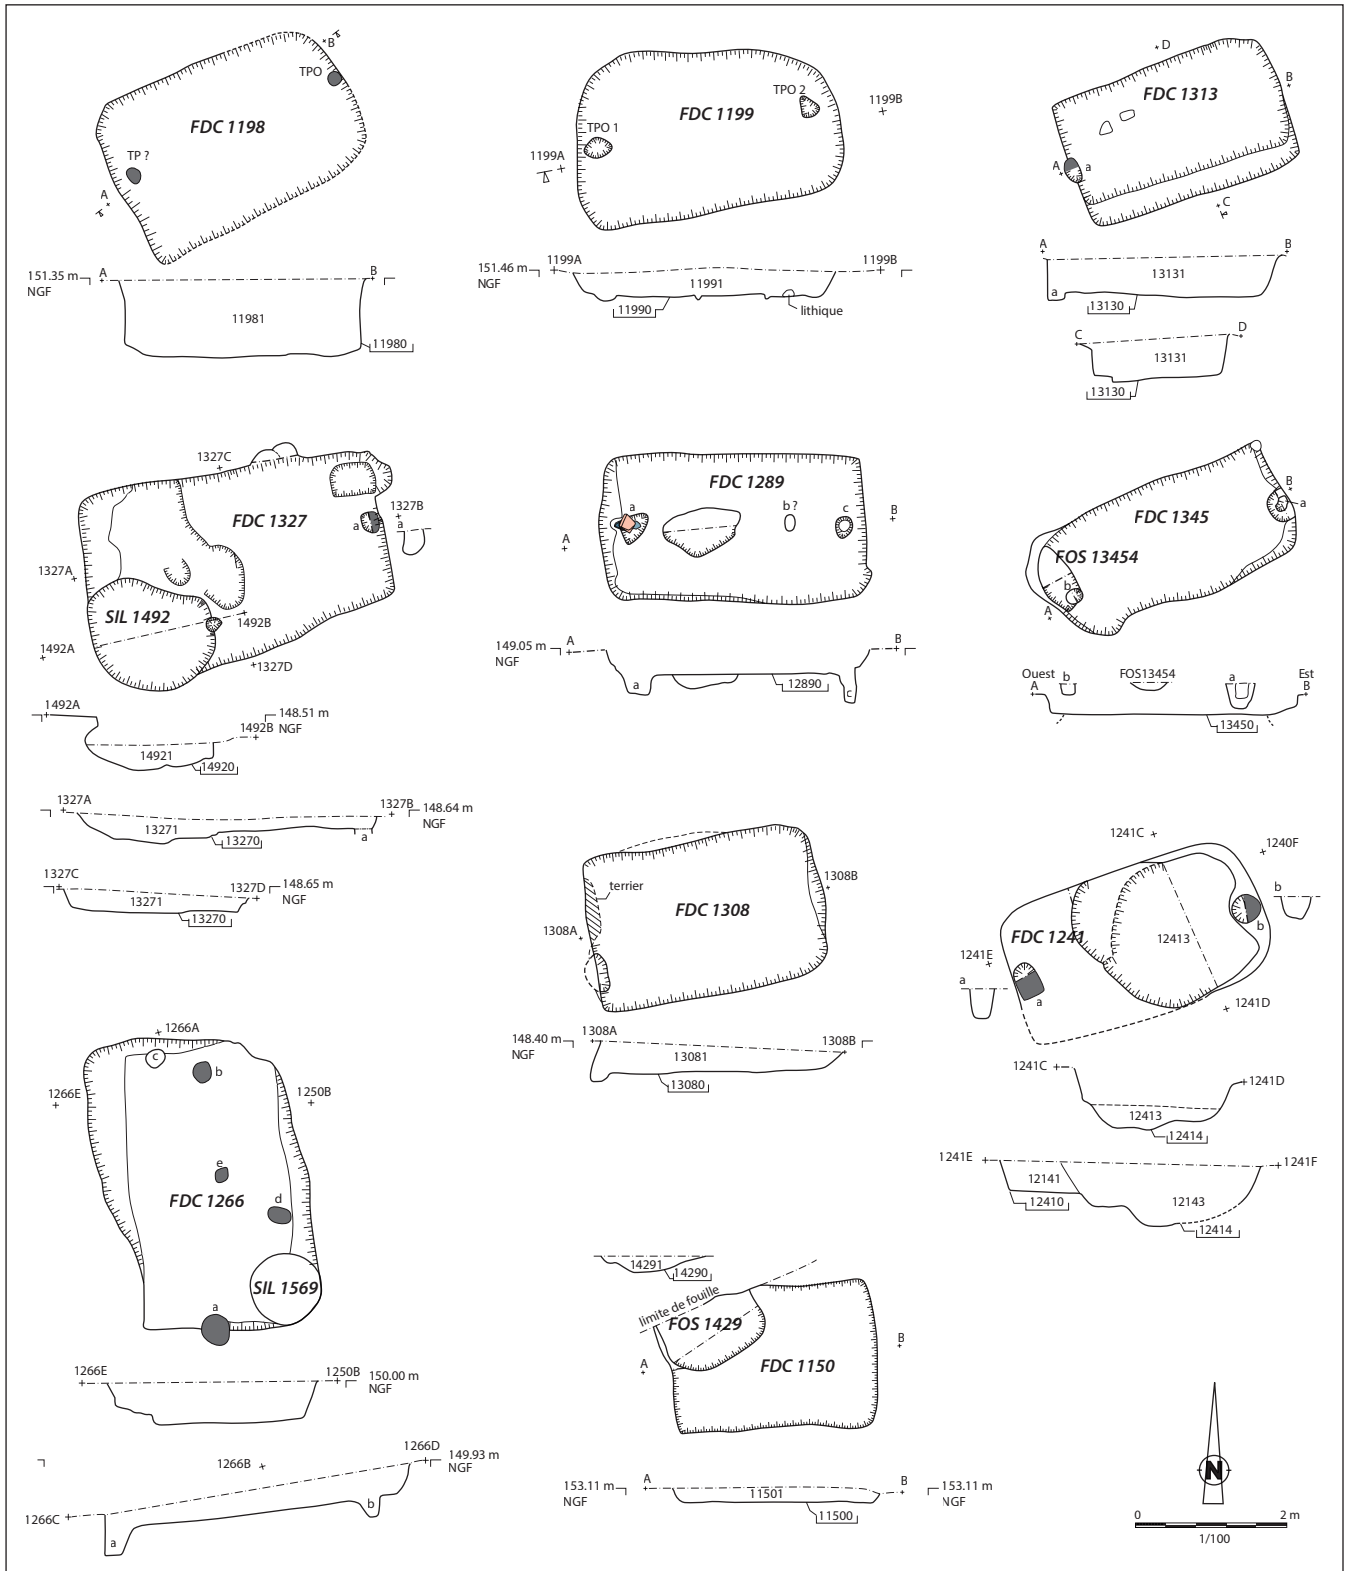 B
TPO
FDC 1198
TP ?
A
151.35 m
NGF
A
B
11981
11980
FDC 1199
TPO 2
TPO 1
1199A
1199B
151.46 m
NGF
1199A
1199B
11991
11990
lithique
D
B
FDC 1313
A
a
C
A
B
13131
a
13130
C
D
13131
13130
1327C
FDC 1327
1327B
a
a
1327A
SIL 1492
1492B
1492A
1327D
1492A
148.51 m
NGF
1492B
14921
14920
1327A
1327B
148.64 m
NGF
13271
13270
a
1327C
1327D
148.65 m
NGF
13271
13270
FDC 1289
a
b ?
c
A
B
149.05 m
NGF
A
B
a
12890
c
B
a
FDC 1345
FOS 13454
b
A
Ouest
A
b
FOS13454
a
Est
B
13450
terrier
1308B
FDC 1308
1308A
148.40 m
NGF
1308A
1308B
13081
13080
1241C
1240F
b
b
FDC 1241
12413
1241E
a
a
1241D
1241C
1241D
12413
12414
1241E
1241F
12141
12410
12143
12414
1266A
c
b
1266E
1250B
e
FDC 1266
d
SIL 1569
a
1266E
1250B
150.00 m
NGF
1266D
1266B
149.93 m
NGF
1266C
b
a
14291
14290
limite de fouille
FOS 1429
A
B
FDC 1150
153.11 m
NGF
A
B
153.11 m
NGF
11501
11500
N
0
2 m
1/100